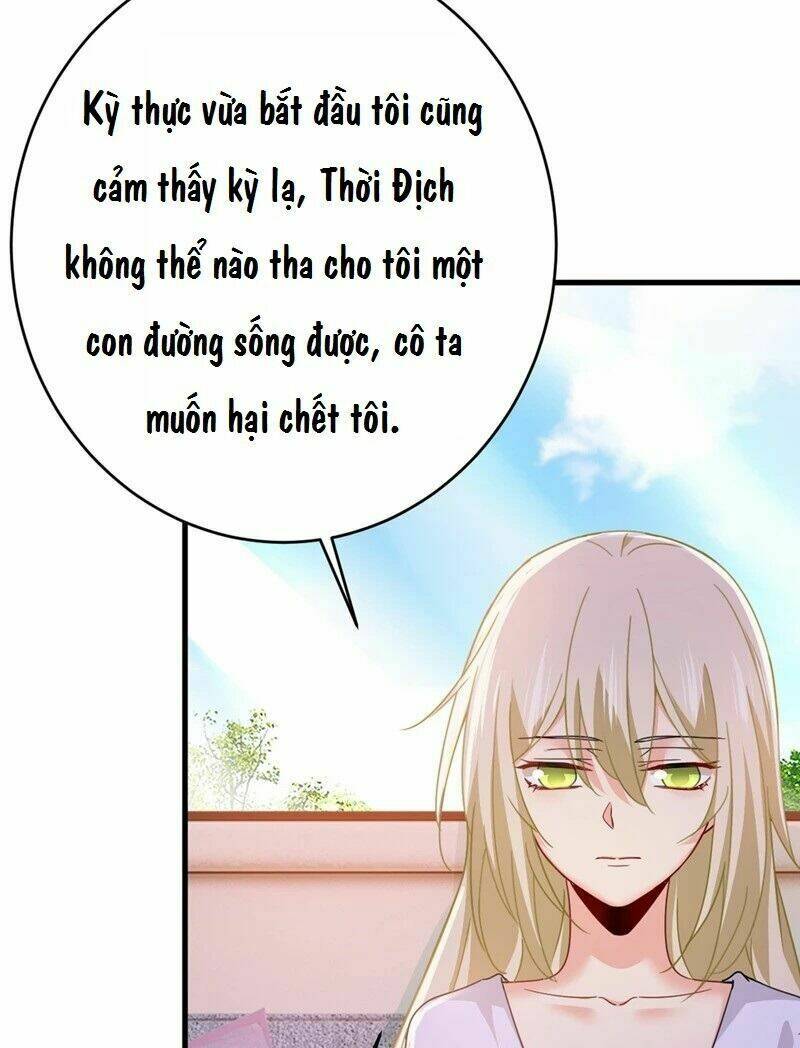 Kỳ thực vừa bắt đầu tôi cũng
cảm thấy kỳ lạ, Thời Địch
không thể nào tha cho tôi một
con đường sống được, cô ta
muốn hại chết tôi.